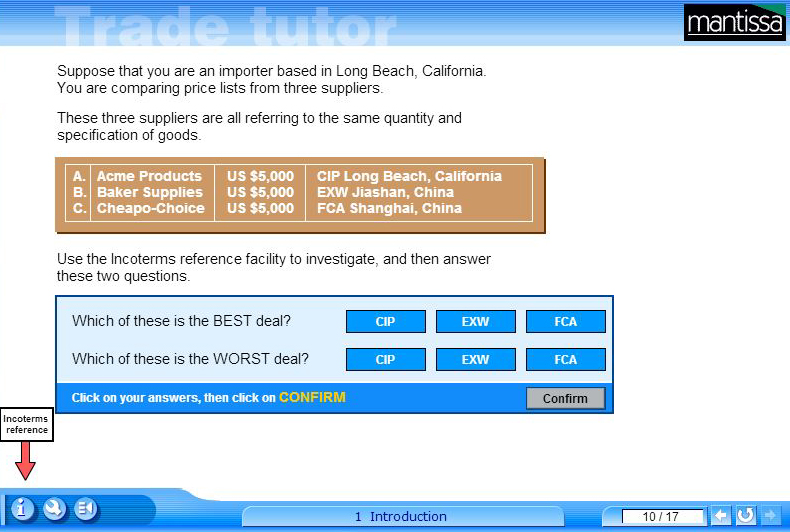 Trade tutor
mantissa
Suppose that you are an importer based in Long Beach, California.
You are comparing price lists from three suppliers.
These three suppliers are all referring to the same quantity and
specification of goods.
A. Acme Products US $5,000 CIP Long Beach, California
B. Baker Supplies US $5,000 EXW Jiashan, China
C. Cheapo-Choice US $5,000 FCA Shanghai, China
Use the Incoterms reference facility to investigate, and then answer
these two questions.
Which of these is the BEST deal? CIP EXW FCA
Which of these is the WORST deal? CIP EXW FCA
Click on your answers, then click on CONFIRM Confirm
Incoterms
reference
i
1 Introduction
10 / 17